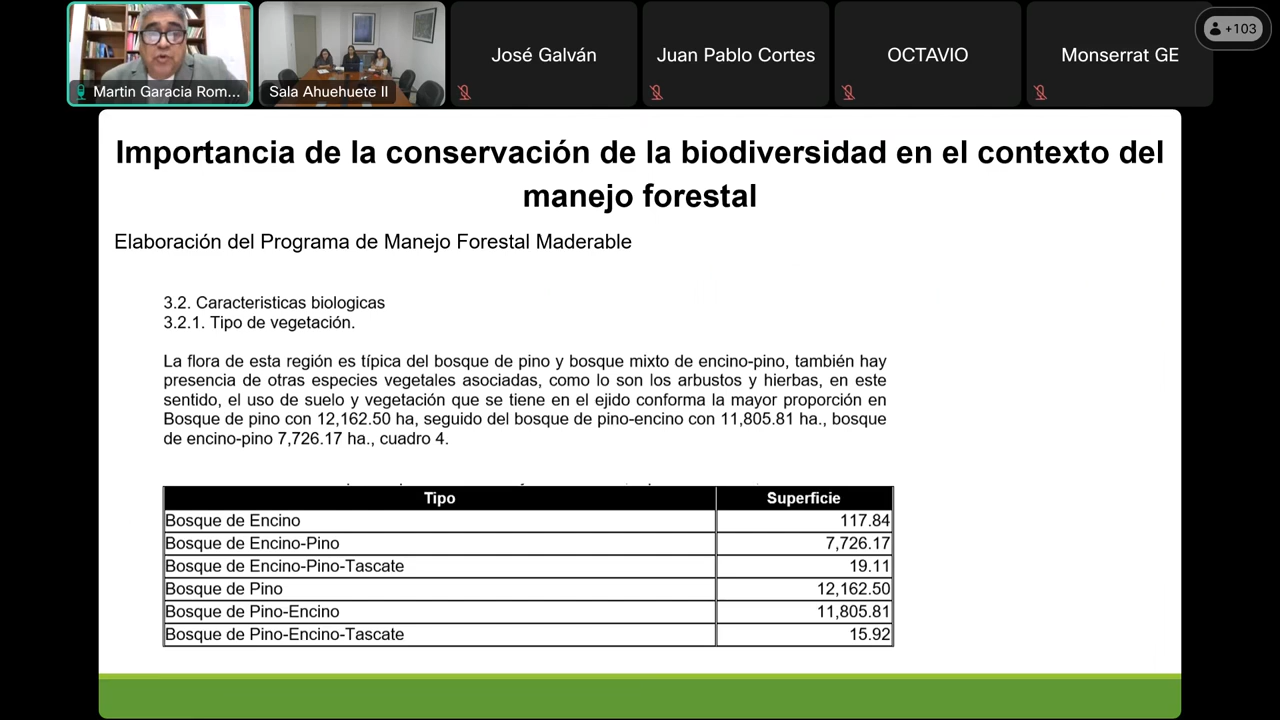 Martin Garacia Rom...
Sala Ahuehuete II
José Galván
Juan Pablo Cortes
OCTAVIO
Monserrat GE
+103
Importancia de la conservación de la biodiversidad en el contexto del
manejo forestal
Elaboración del Programa de Manejo Forestal Maderable
3.2. Caracteristicas biologicas
3.2.1. Tipo de vegetación.
La flora de esta región es típica del bosque de pino y bosque mixto de encino-pino, también hay
presencia de otras especies vegetales asociadas, como lo son los arbustos y hierbas, en este
sentido, el uso de suelo y vegetación que se tiene en el ejido conforma la mayor proporción en
Bosque de pino con 12,162.50 ha, seguido del bosque de pino-encino con 11,805.81 ha., bosque
de encino-pino 7,726.17 ha., cuadro 4.
Tipo Superficie
Bosque de Encino 117.84
Bosque de Encino-Pino 7,726.17
Bosque de Encino-Pino-Tascate 19.11
Bosque de Pino 12,162.50
Bosque de Pino-Encino 11,805.81
Bosque de Pino-Encino-Tascate 15.92